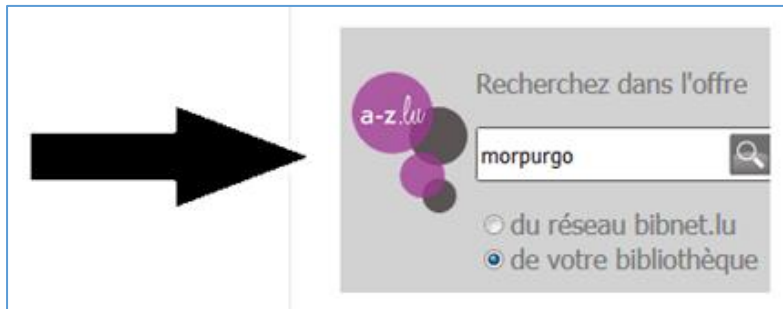 Recherchez dans l'offre
a-z.lu
morpurgo
du réseau bibnet.lu
de votre bibliothèque